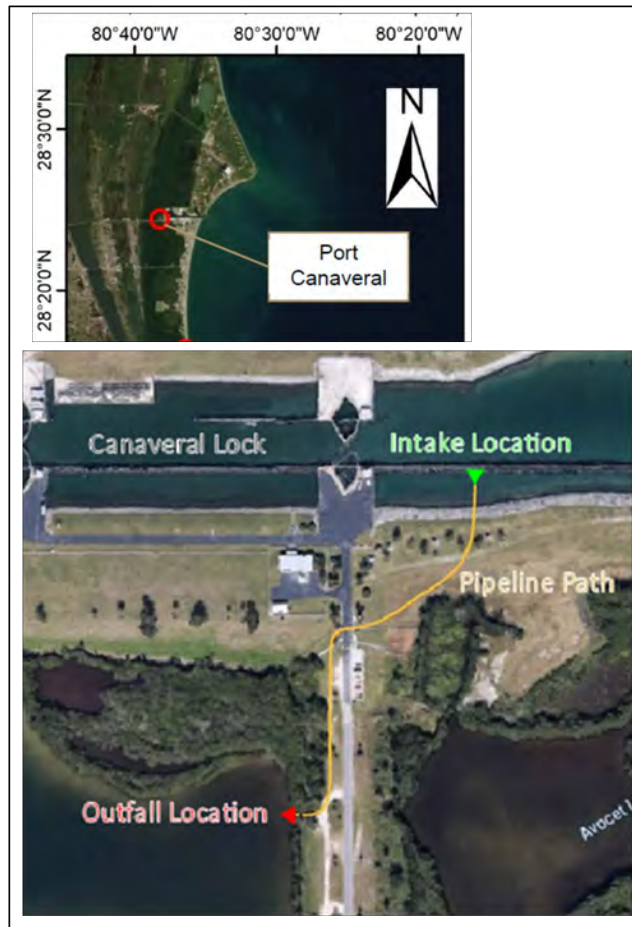 80°40'0"W
80°30'0"W
80°20'0"W
28°30'0"N
28°20'0"N
N
Port
Canaveral
Canaveral Lock
Intake Location
Pipeline Path
Outfall Location
Avocet